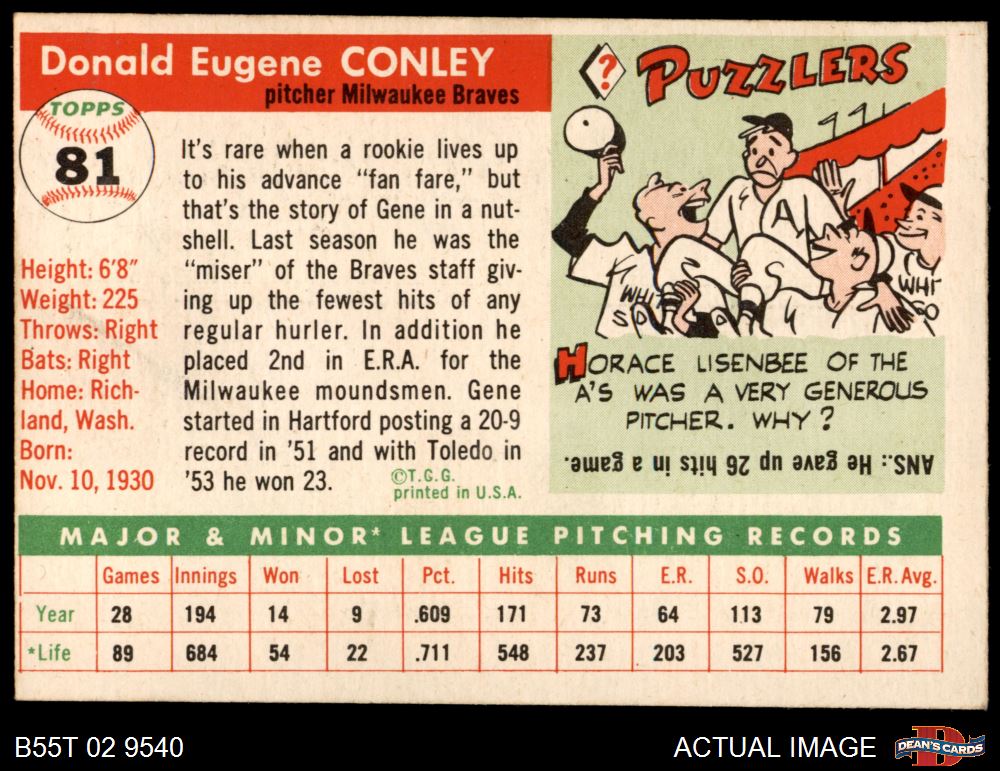 Donald Eugene CONLEY
pitcher Milwaukee Braves
TOPPS
81
Height: 6'8"
Weight: 225
Throws: Right
Bats: Right
Home: Rich-
land, Wash.
Born:
Nov. 10, 1930
It's rare when a rookie lives up
to his advance "fan fare," but
that's the story of Gene in a nut-
shell. Last season he was the
"miser" of the Braves staff giv-
ing up the fewest hits of any
regular hurler. In addition he
placed 2nd in E.R.A. for the
Milwaukee moundsmen. Gene
started in Hartford posting a 20-9
record in '51 and with Toledo in
'53 he won 23.
©T.C.G.
printed in U.S.A.
?
PUZZLERS
A
WHIT
SO
WHI
SO
HORACE LISENBEE OF THE
A'S WAS A VERY GENEROUS
PITCHER. WHY?
ANS.: He gave up 26 hits in a game.
MAJOR & MINOR* LEAGUE PITCHING RECORDS
Games Innings Won Lost Pct. Hits Runs E.R. S.O. Walks E.R. Avg.
Year 28 194 14 9 .609 171 73 64 113 79 2.97
*Life 89 684 54 22 .711 548 237 203 527 156 2.67
B55T 02 9540
ACTUAL IMAGE
D
DEAN'S CARDS